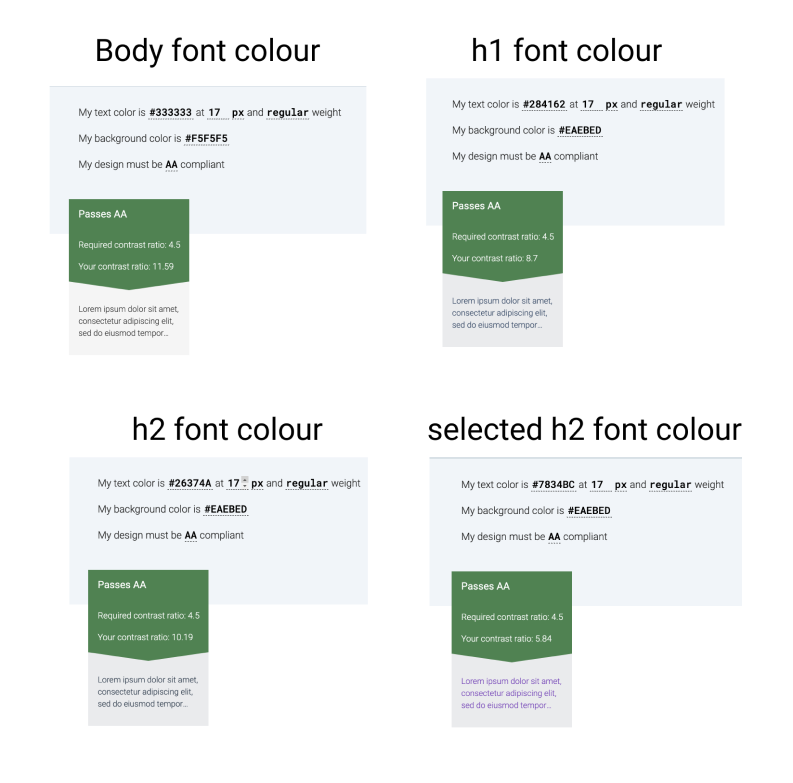 Body font colour
My text color is #333333 at 17 px and regular weight
My background color is #F5F5F5
My design must be AA compliant
Passes AA
Required contrast ratio: 4.5
Your contrast ratio: 11.59
Lorem ipsum dolor sit amet,
consectetur adipiscing elit,
sed do eiusmod tempor...
h1 font colour
My text color is #284162 at 17 px and regular weight
My background color is #EAEBED
My design must be AA compliant
Passes AA
Required contrast ratio: 4.5
Your contrast ratio: 8.7
Lorem ipsum dolor sit amet,
consectetur adipiscing elit,
sed do eiusmod tempor...
h2 font colour
My text color is #26374A at 17 px and regular weight
My background color is #EAEBED
My design must be AA compliant
Passes AA
Required contrast ratio: 4.5
Your contrast ratio: 10.19
Lorem ipsum dolor sit amet,
consectetur adipiscing elit,
sed do eiusmod tempor...
selected h2 font colour
My text color is #7834BC at 17 px and regular weight
My background color is #EAEBED
My design must be AA compliant
Passes AA
Required contrast ratio: 4.5
Your contrast ratio: 5.84
Lorem ipsum dolor sit amet,
consectetur adipiscing elit,
sed do eiusmod tempor...